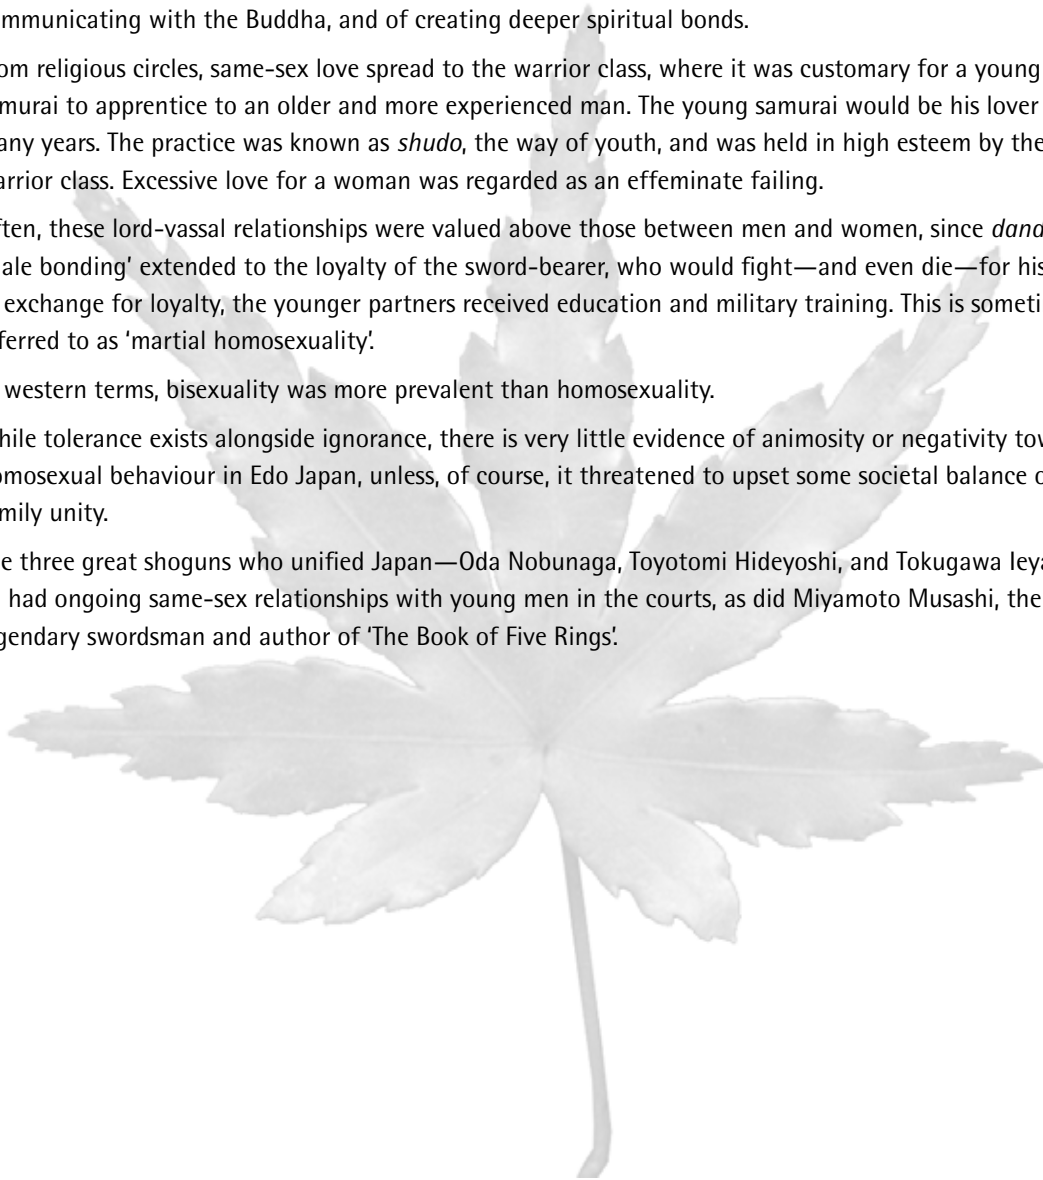 mmunicating with the Buddha, and of creating deeper spiritual bonds.
om religious circles, same-sex love spread to the warrior class, where it was customary for a young
murai to apprentice to an older and more experienced man. The young samurai would be his lover
any years. The practice was known as shudo, the way of youth, and was held in high esteem by the
arrior class. Excessive love for a woman was regarded as an effeminate failing.
ften, these lord-vassal relationships were valued above those between men and women, since dand
ale bonding’ extended to the loyalty of the sword-bearer, who would fight—and even die—for his
exchange for loyalty, the younger partners received education and military training. This is someti
ferred to as ‘martial homosexuality’.
western terms, bisexuality was more prevalent than homosexuality.
hile tolerance exists alongside ignorance, there is very little evidence of animosity or negativity tow
omosexual behaviour in Edo Japan, unless, of course, it threatened to upset some societal balance o
mily unity.
e three great shoguns who unified Japan—Oda Nobunaga, Toyotomi Hideyoshi, and Tokugawa Ieya
had ongoing same-sex relationships with young men in the courts, as did Miyamoto Musashi, the
gendary swordsman and author of ‘The Book of Five Rings’.